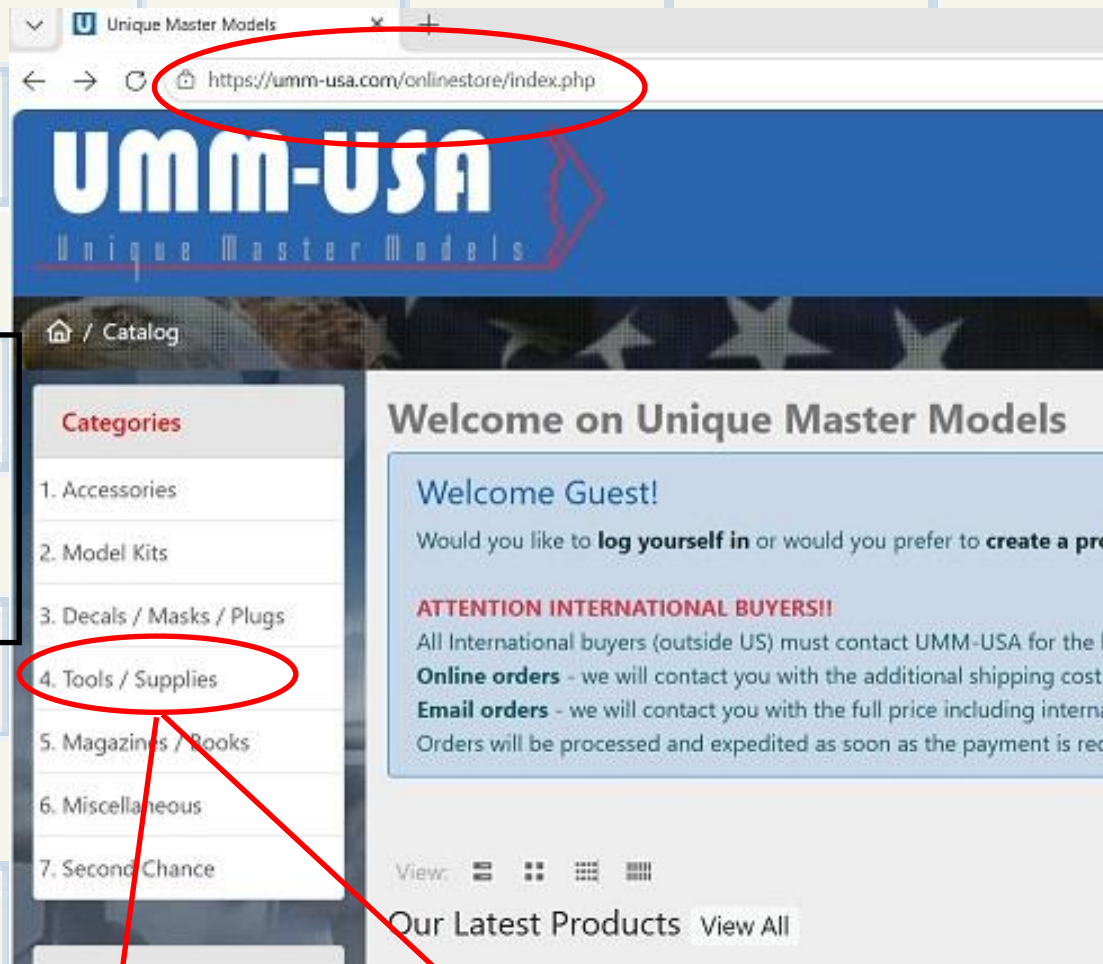 Unique Master Models
https://umm-usa.com/onlinestore/index.php
UMM-USA
Unique Master Models
/ Catalog
Categories
1. Accessories
2. Model Kits
3. Decals / Masks / Plugs
4. Tools / Supplies
5. Magazines / Books
6. Miscellaneous
7. Second Chance
Welcome on Unique Master Models
Welcome Guest!
Would you like to log yourself in or would you prefer to create a
ATTENTION INTERNATIONAL BUYERS!!
All International buyers (outside US) must contact UMM-USA for the
Online orders - we will contact you with the additional shipping cost
Email orders - we will contact you with the full price including
Orders will be processed and expedited as soon as the payment is
View:
Our Latest Products View All